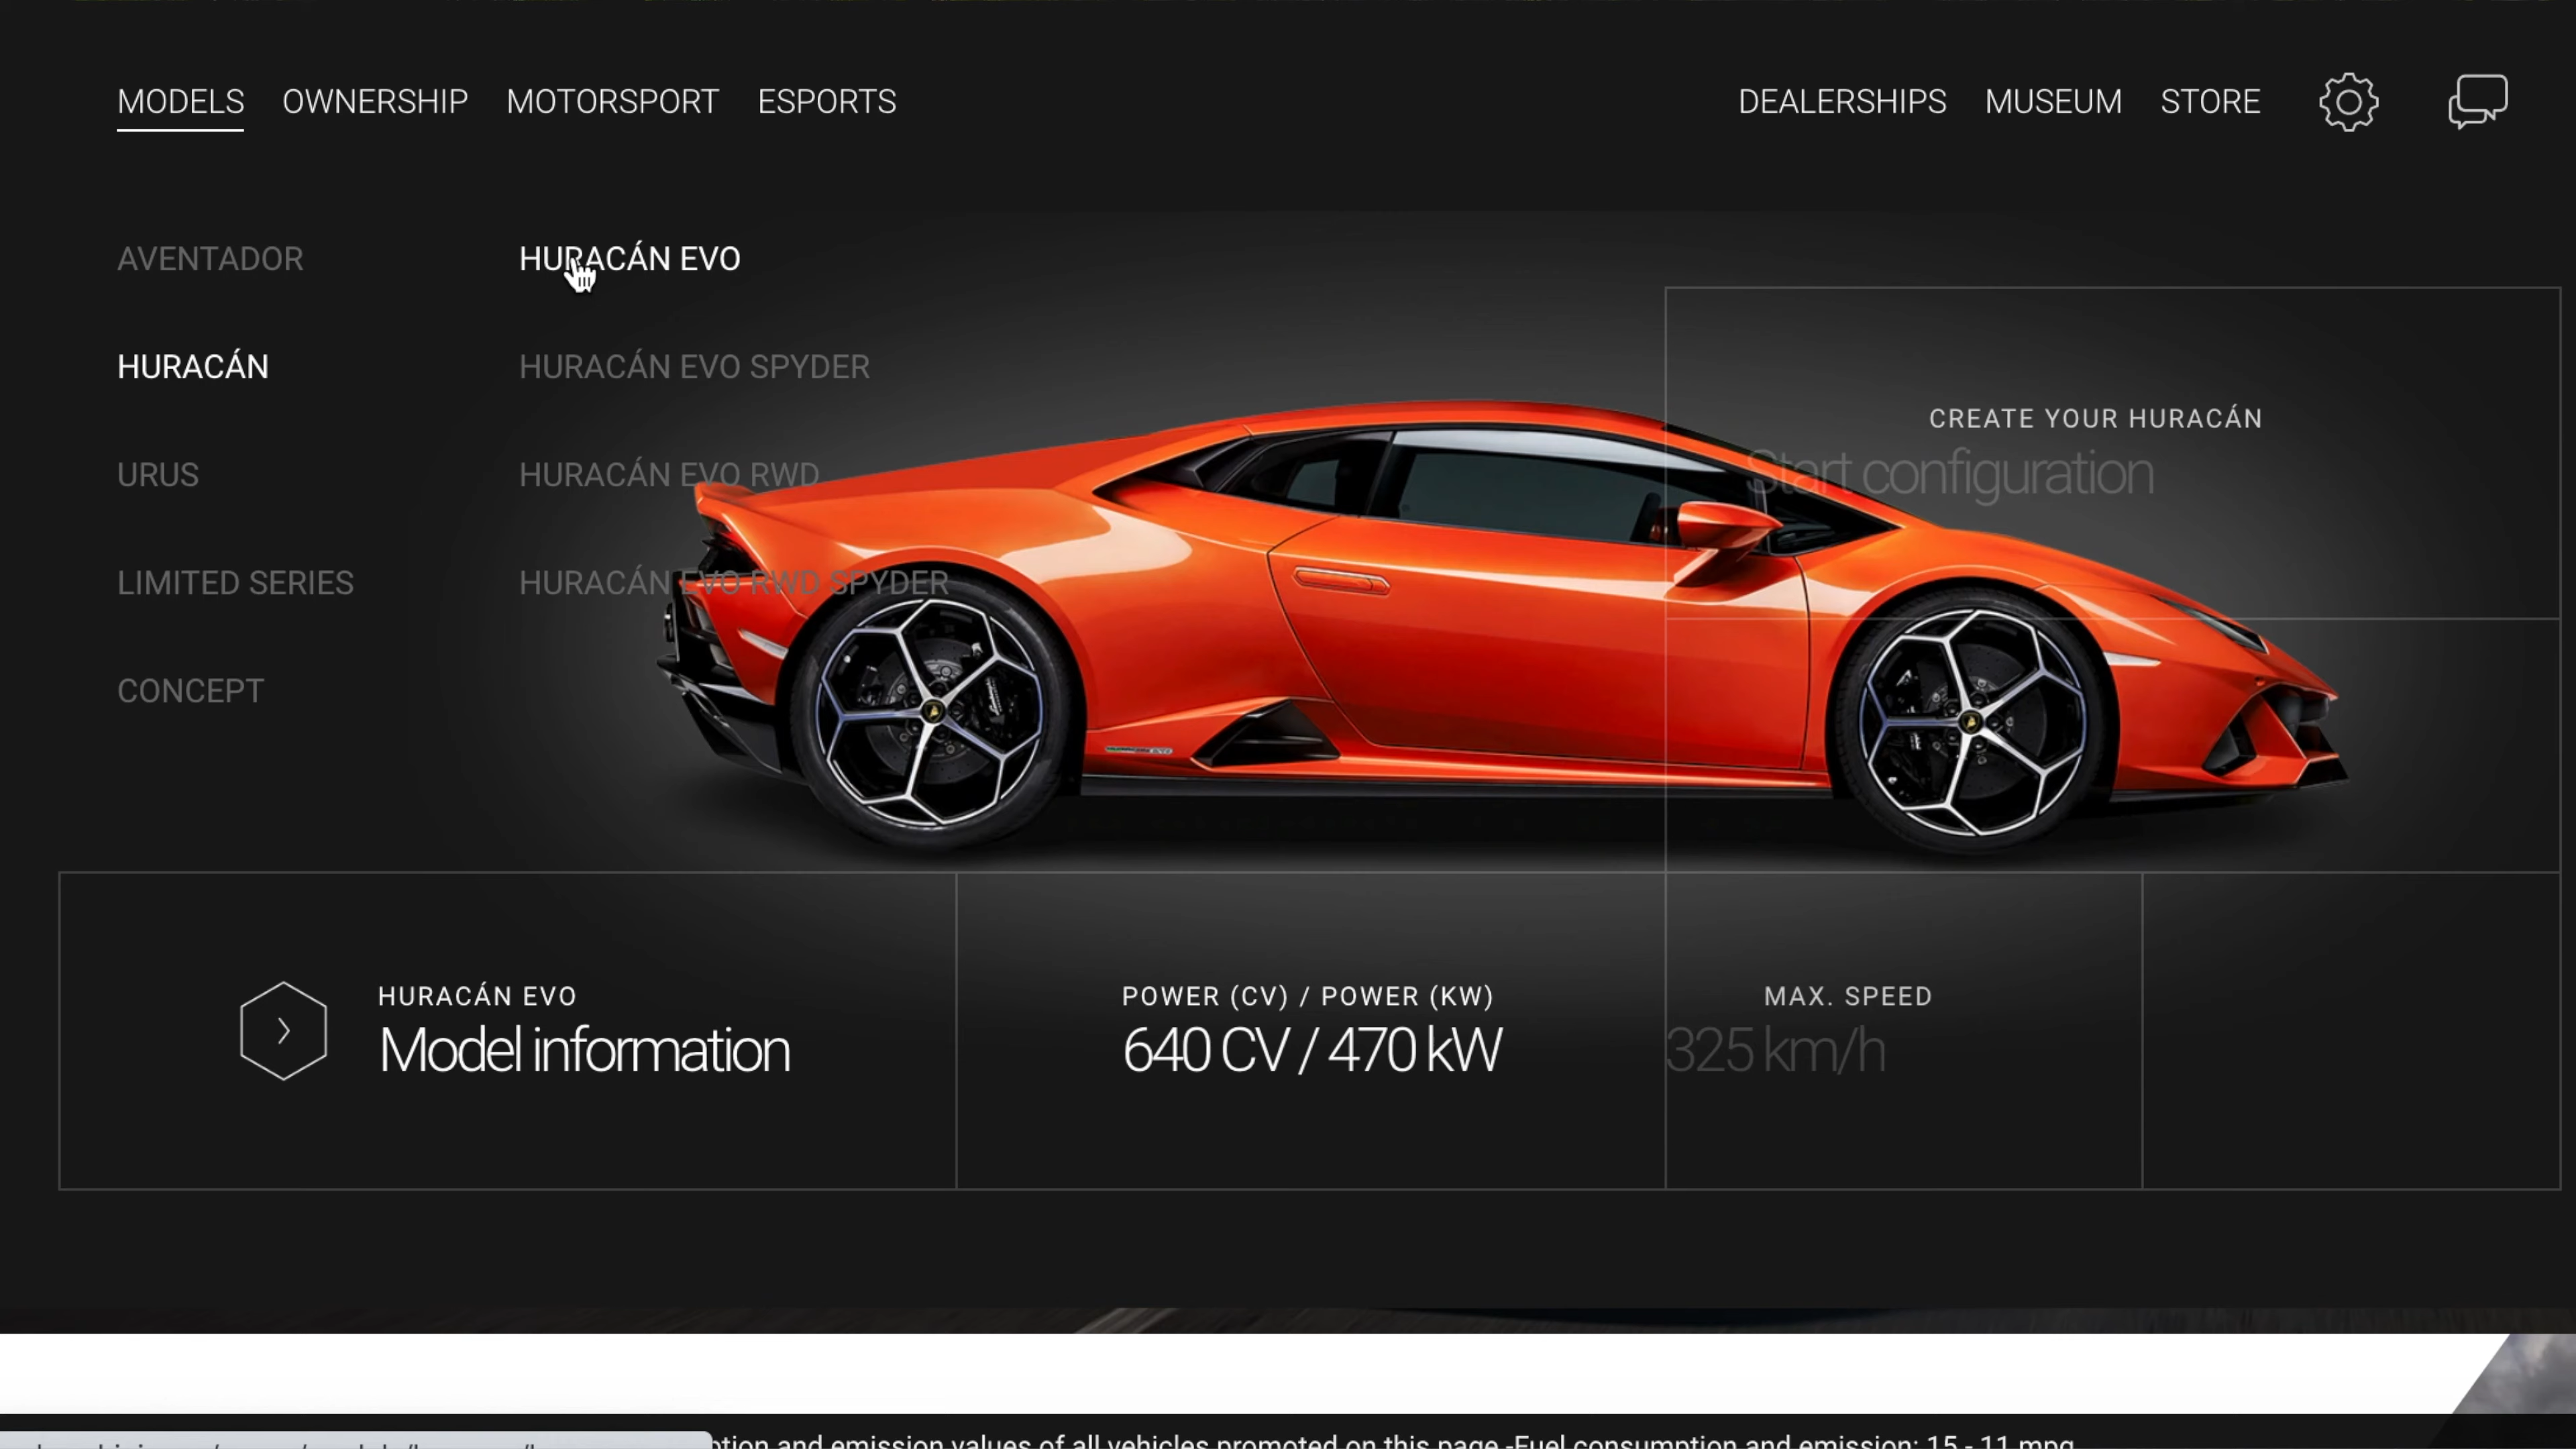 MODELS OWNERSHIP MOTORSPORT ESPORTS DEALERSHIPS MUSEUM STORE
AVENTADOR
HURACÁN
URUS
LIMITED SERIES
CONCEPT
HURACÁN EVO
HURACÁN EVO SPYDER
HURACÁN EVO RWD
HURACÁN EVO RWD SPYDER
CREATE YOUR HURACÁN
Start configuration
HURACÁN EVO
Model information
POWER (CV) / POWER (KW)
640 CV / 470 kW
MAX. SPEED
325 km/h
and emission values of all vehicles promoted on this page -Fuel consumption and emission: 15 - 11 mpg